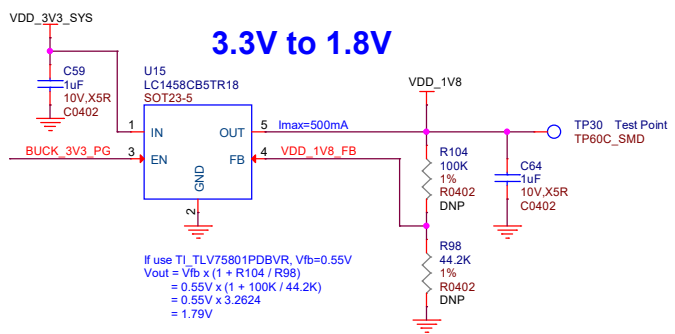 VDD_3V3_SYS
3.3V to 1.8V
C59
1uF
10V,X5R
C0402
U15
LC1458CB5TR18
SOT23-5
VDD_1V8
1
IN
OUT
5
Imax=500mA
TP30 Test Point
TP60C_SMD
BUCK_3V3_PG
3
EN
FB
4
VDD_1V8_FB
GND
2
R104
100K
1%
R0402
DNP
C64
1uF
10V,X5R
C0402
R98
44.2K
1%
R0402
DNP
If use TI_TLV75801PDBVR, Vfb=0.55V
Vout = Vfb x (1 + R104 / R98)
= 0.55V x (1 + 100K / 44.2K)
= 0.55V x 3.2624
= 1.79V